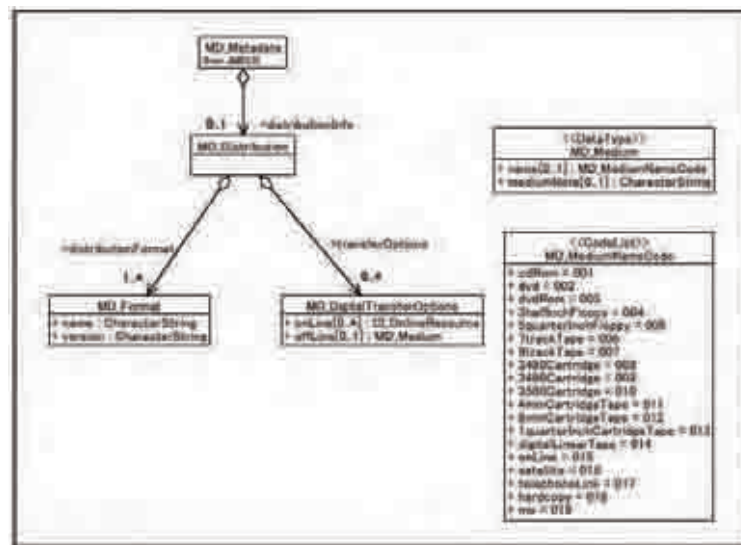 MD_Metadata
0..1
+distributionInfo
MD_Distribution
+distributionFormat
+transferOptions
1..*
0..*
MD_Format
+ name : CharacterString
+ version : CharacterString
MD_DigitalTransferOptions
+ onLine[0..*] : CI_OnlineResource
+ offLine[0..1] : MD_Medium
<<DataType>>
MD_Medium
+ name[0..1] : MD_MediumNameCode
+ mediumNote[0..1] : CharacterString
<<CodeList>>
MD_MediumNameCode
+ cdRom = 001
+ dvd = 002
+ dvdRom = 003
+ 3halfInchFloppy = 004
+ 5quarterInchFloppy = 005
+ 7trackTape = 006
+ 9trackTape = 007
+ 3480Cartridge = 008
+ 3490Cartridge = 009
+ 3580Cartridge = 010
+ 4mmCartridgeTape = 011
+ 8mmCartridgeTape = 012
+ 1quarterInchCartridgeTape = 013
+ digitalLinearTape = 014
+ onLine = 015
+ satellite = 016
+ telephoneLink = 017
+ hardcopy = 018